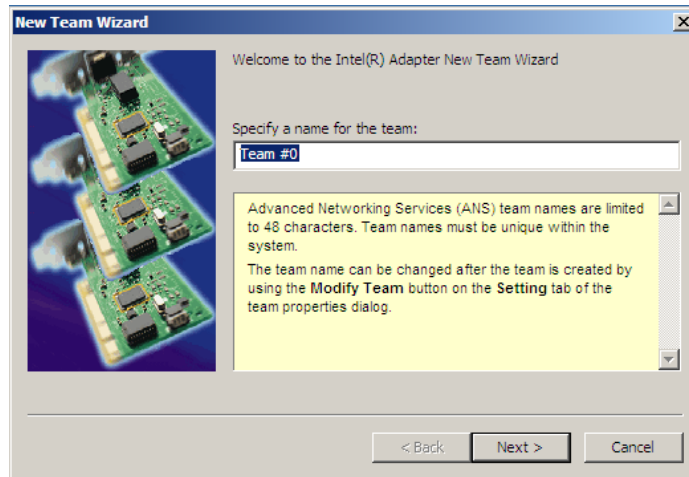 New Team Wizard
Welcome to the Intel(R) Adapter New Team Wizard
Specify a name for the team:
Team #0
Advanced Networking Services (ANS) team names are limited
to 48 characters. Team names must be unique within the
system.
The team name can be changed after the team is created by
using the Modify Team button on the Setting tab of the
team properties dialog.
< Back
Next >
Cancel